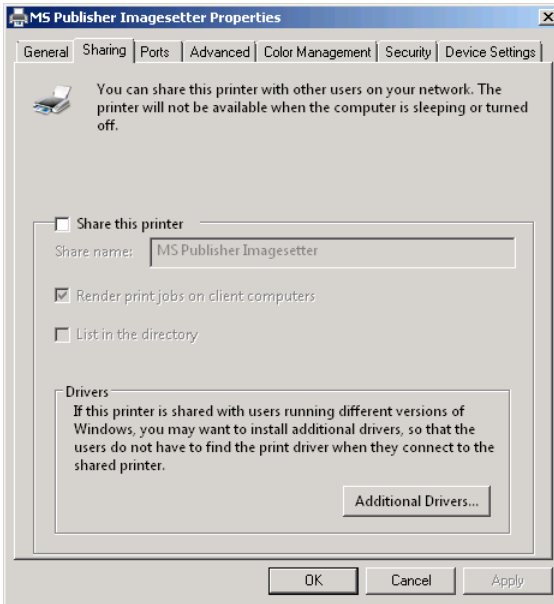 MS Publisher Imagesetter Properties
General Sharing Ports Advanced Color Management Security Device Settings
You can share this printer with other users on your network. The
printer will not be available when the computer is sleeping or turned
off.
Share this printer
Share name: MS Publisher Imagesetter
Render print jobs on client computers
List in the directory
Drivers
If this printer is shared with users running different versions of
Windows, you may want to install additional drivers, so that the
users do not have to find the print driver when they connect to the
shared printer.
Additional Drivers...
OK Cancel Apply